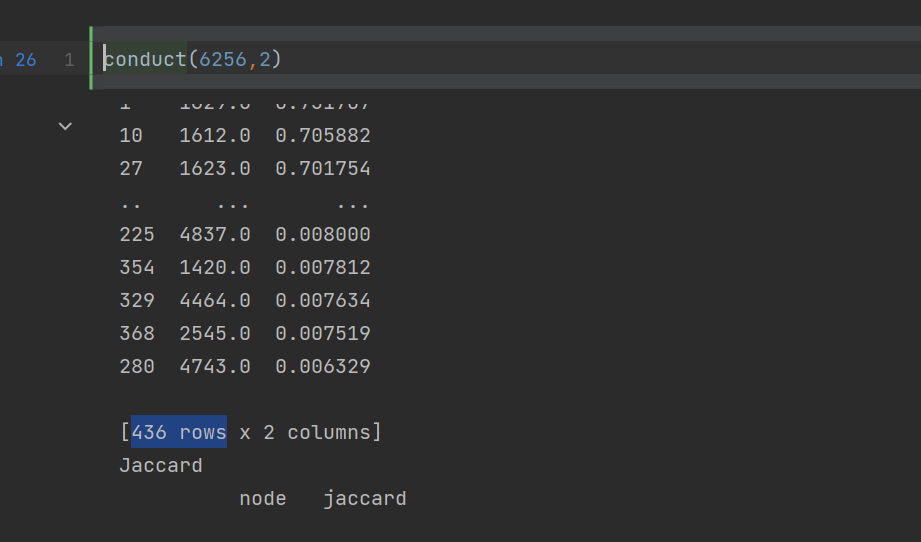 26 1 conduct(6256,2)
10 1612.0 0.705882
27 1623.0 0.701754
.. ... ...
225 4837.0 0.008000
354 1420.0 0.007812
329 4464.0 0.007634
368 2545.0 0.007519
280 4743.0 0.006329
[436 rows x 2 columns]
Jaccard
node jaccard